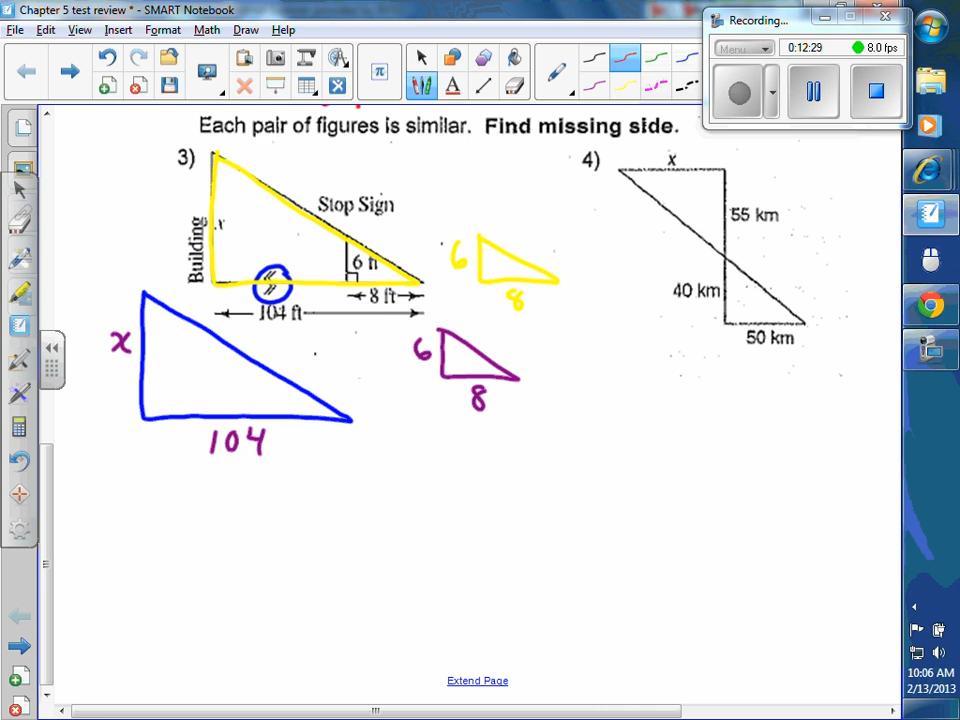 Chapter 5 test review * - SMART Notebook
Recording...
File Edit View Insert Format Math Draw Help
Menu 0:12:29 8.0 fps
π A
Each pair of figures is similar. Find missing side.
3)
Stop Sign
Building
x
6 ft
8 ft
104 ft
6
8
x
104
6
8
4)
x
55 km
40 km
50 km
Extend Page
10:06 AM
2/13/2013